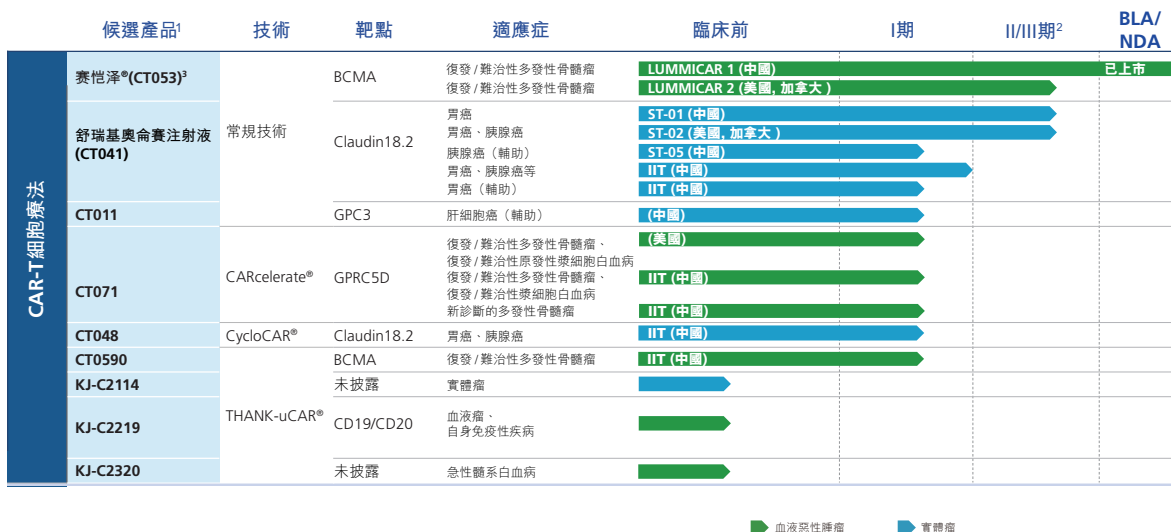 候選產品¹ 技術 靶點 適應症 臨床前 I期 II/III期² BLA/
NDA
CAR-T細胞療法
赛恺泽®(CT053)³ BCMA 復發/難治性多發性骨髓瘤 LUMMICAR 1 (中國) 已上市
復發/難治性多發性骨髓瘤 LUMMICAR 2 (美國, 加拿大)
舒瑞基奧侖賽注射液
(CT041)
常規技術
Claudin18.2
胃癌 ST-01 (中國)
胃癌、胰腺癌 ST-02 (美國, 加拿大)
胰腺癌（輔助） ST-05 (中國)
胃癌、胰腺癌等 IIT (中國)
胃癌（輔助） IIT (中國)
CT011 GPC3 肝細胞癌（輔助） (中國)
CT071 CARcelerate® GPRC5D
復發/難治性多發性骨髓瘤、 (美國)
復發/難治性原發性漿細胞白血病
復發/難治性多發性骨髓瘤、 IIT (中國)
復發/難治性漿細胞白血病
新診斷的多發性骨髓瘤 IIT (中國)
CT048 CycloCAR® Claudin18.2 胃癌、胰腺癌 IIT (中國)
CT0590 BCMA 復發/難治性多發性骨髓瘤 IIT (中國)
KJ-C2114 未披露 實體瘤
THANK-uCAR®
KJ-C2219 CD19/CD20 血液瘤、
自身免疫性疾病
KJ-C2320 未披露 急性髓系白血病
血液惡性腫瘤 實體瘤